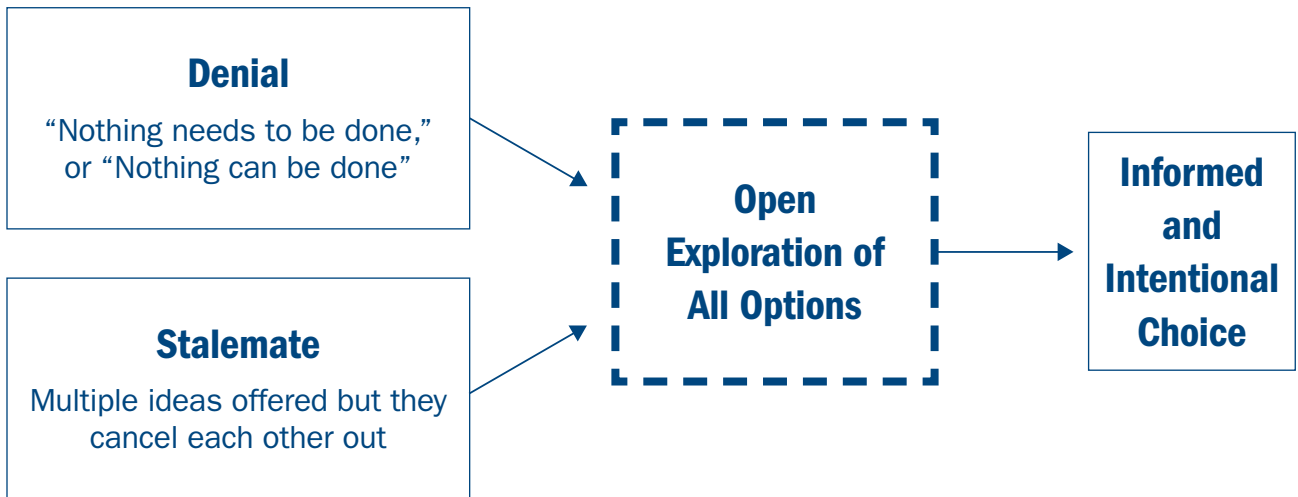 Denial
“Nothing needs to be done,”
or “Nothing can be done”
Stalemate
Multiple ideas offered but they
cancel each other out
Open
Exploration of
All Options
Informed
and
Intentional
Choice